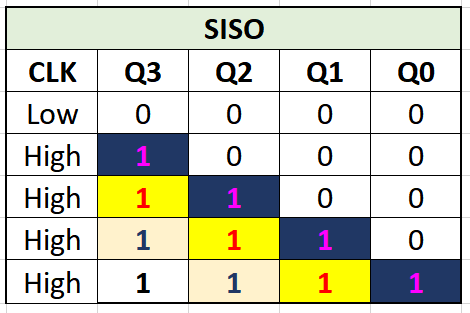 SISO
CLK Q3 Q2 Q1 Q0
Low 0 0 0 0
High 1 0 0 0
High 1 1 0 0
High 1 1 1 0
High 1 1 1 1